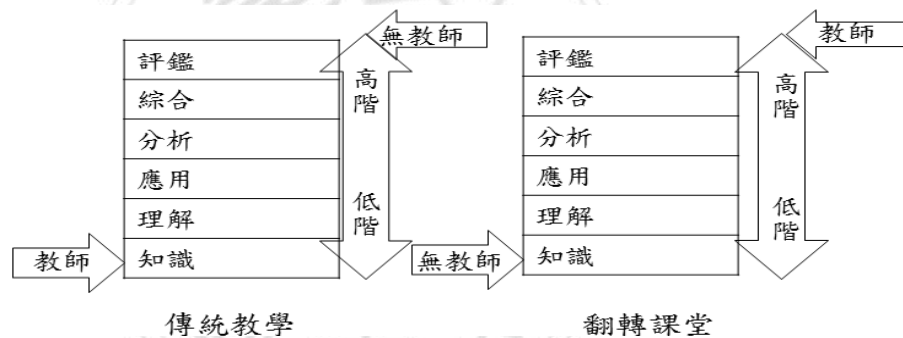 無教師
評鑑
綜合
分析
應用
理解
知識
高階
低階
教師
傳統教學
教師
評鑑
綜合
分析
應用
理解
知識
高階
低階
無教師
翻轉課堂